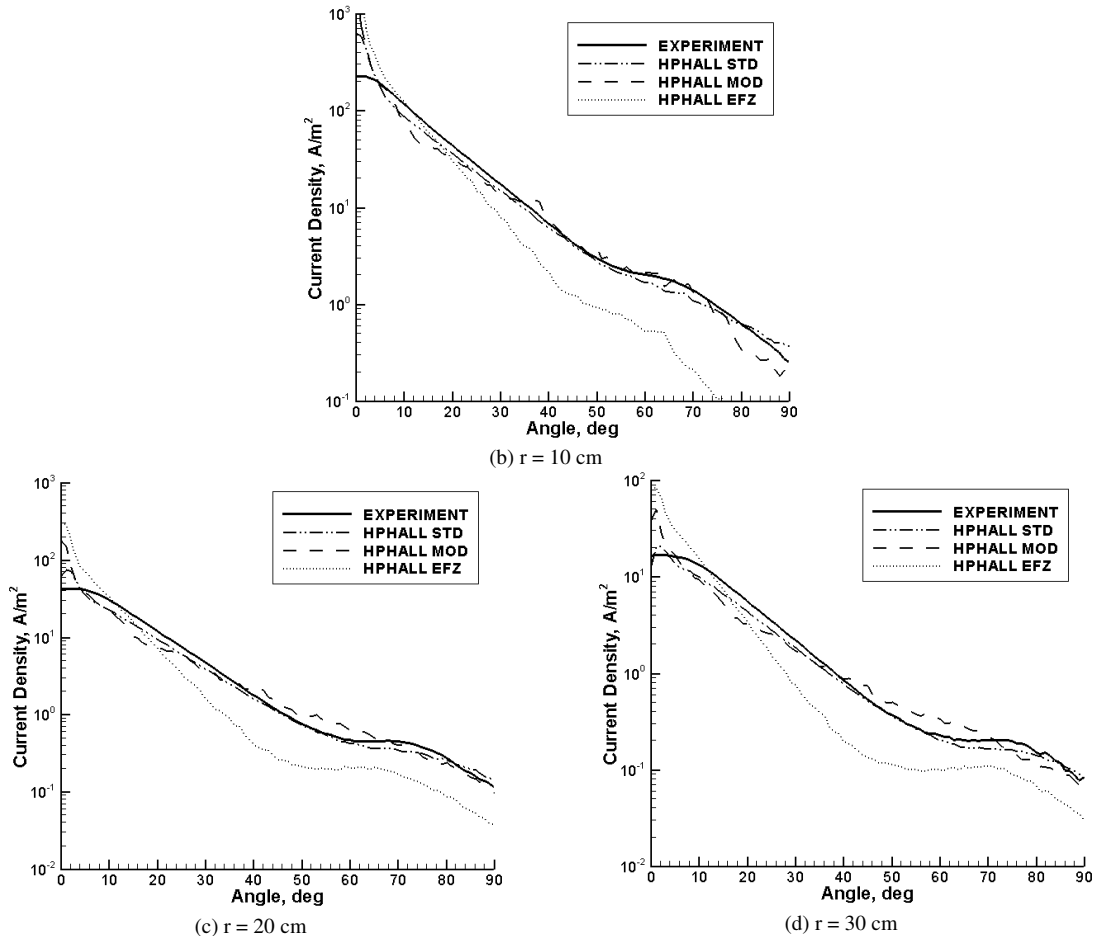 10³
10²
10¹
10⁰
10⁻¹
Current Density, A/m²
EXPERIMENT
HPHALL STD
HPHALL MOD
HPHALL EFZ
0 10 20 30 40 50 60 70 80 90
Angle, deg
(b) r = 10 cm
10³
10²
10¹
10⁰
10⁻¹
10⁻²
Current Density, A/m²
EXPERIMENT
HPHALL STD
HPHALL MOD
HPHALL EFZ
0 10 20 30 40 50 60 70 80 90
Angle, deg
(c) r = 20 cm
10²
10¹
10⁰
10⁻¹
10⁻²
Current Density, A/m²
EXPERIMENT
HPHALL STD
HPHALL MOD
HPHALL EFZ
0 10 20 30 40 50 60 70 80 90
Angle, deg
(d) r = 30 cm